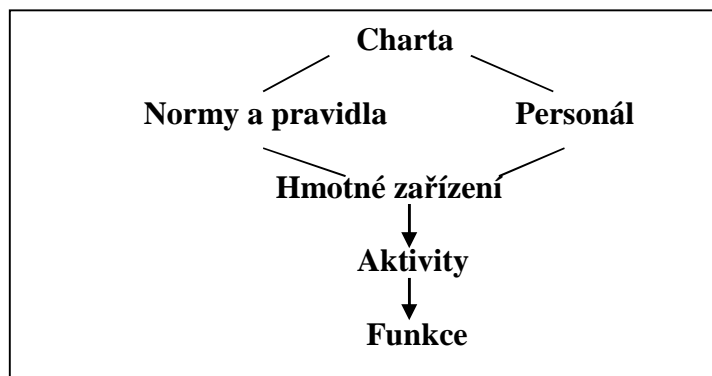 Charta
Normy a pravidla Personál
Hmotné zařízení
Aktivity
Funkce